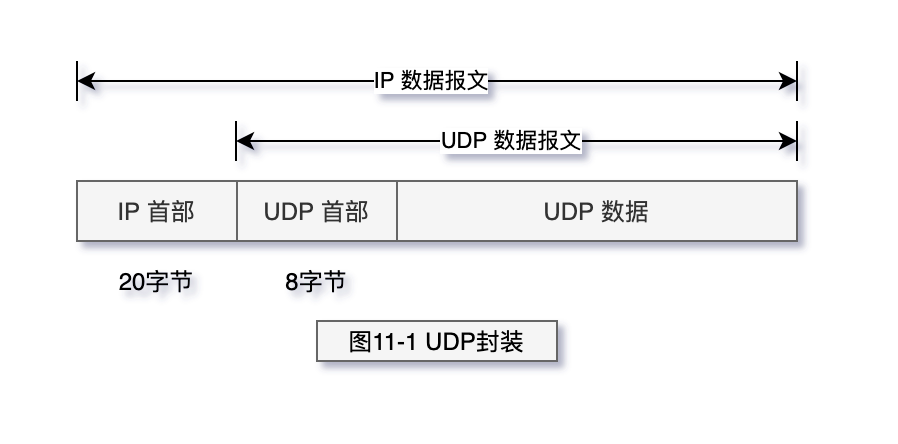 IP 数据报文
UDP 数据报文
IP 首部
UDP 首部
UDP 数据
20字节
8字节
图11-1 UDP封装